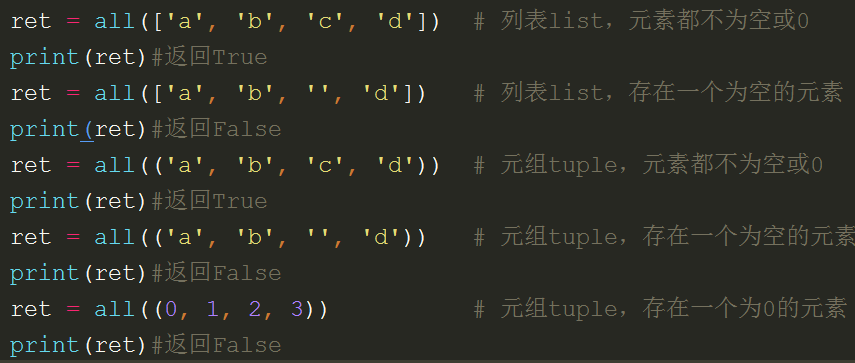 ret = all(['a', 'b', 'c', 'd'])  # 列表list，元素都不为空或0
print(ret)#返回True
ret = all(['a', 'b', '', 'd'])   # 列表list，存在一个为空的元素
print(ret)#返回False
ret = all(('a', 'b', 'c', 'd'))  # 元组tuple，元素都不为空或0
print(ret)#返回True
ret = all(('a', 'b', '', 'd'))   # 元组tuple，存在一个为空的元素
print(ret)#返回False
ret = all((0, 1, 2, 3))          # 元组tuple，存在一个为0的元素
print(ret)#返回False